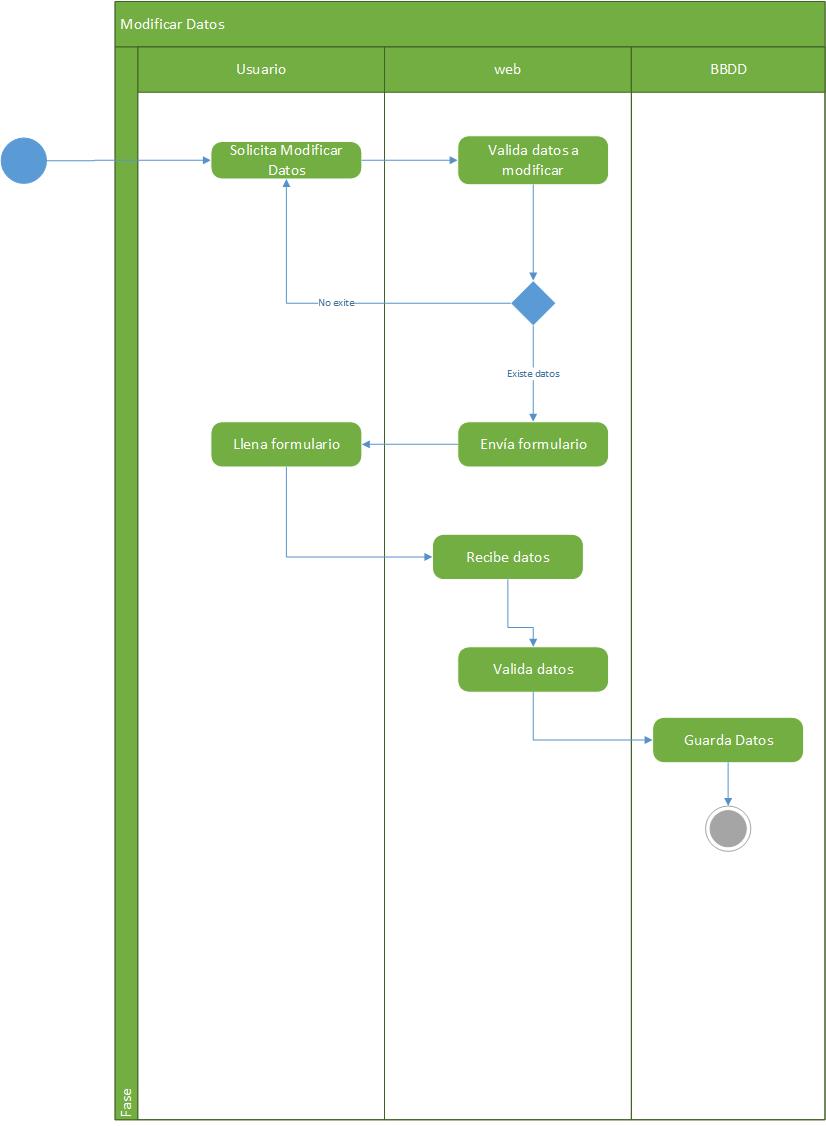 Modificar Datos
Usuario
web
BBDD
Solicita Modificar
Datos
Valida datos a
modificar
No exite
Existe datos
Llena formulario
Envía formulario
Recibe datos
Valida datos
Guarda Datos
Fase